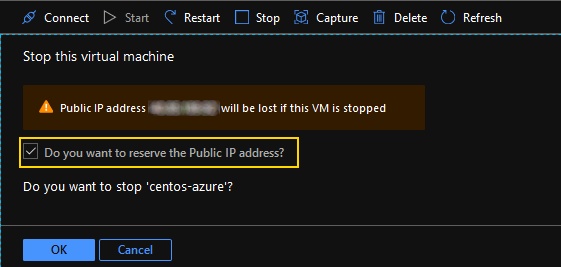 Connect Start Restart Stop Capture Delete Refresh
Stop this virtual machine
Public IP address will be lost if this VM is stopped
Do you want to reserve the Public IP address?
Do you want to stop 'centos-azure'?
OK Cancel